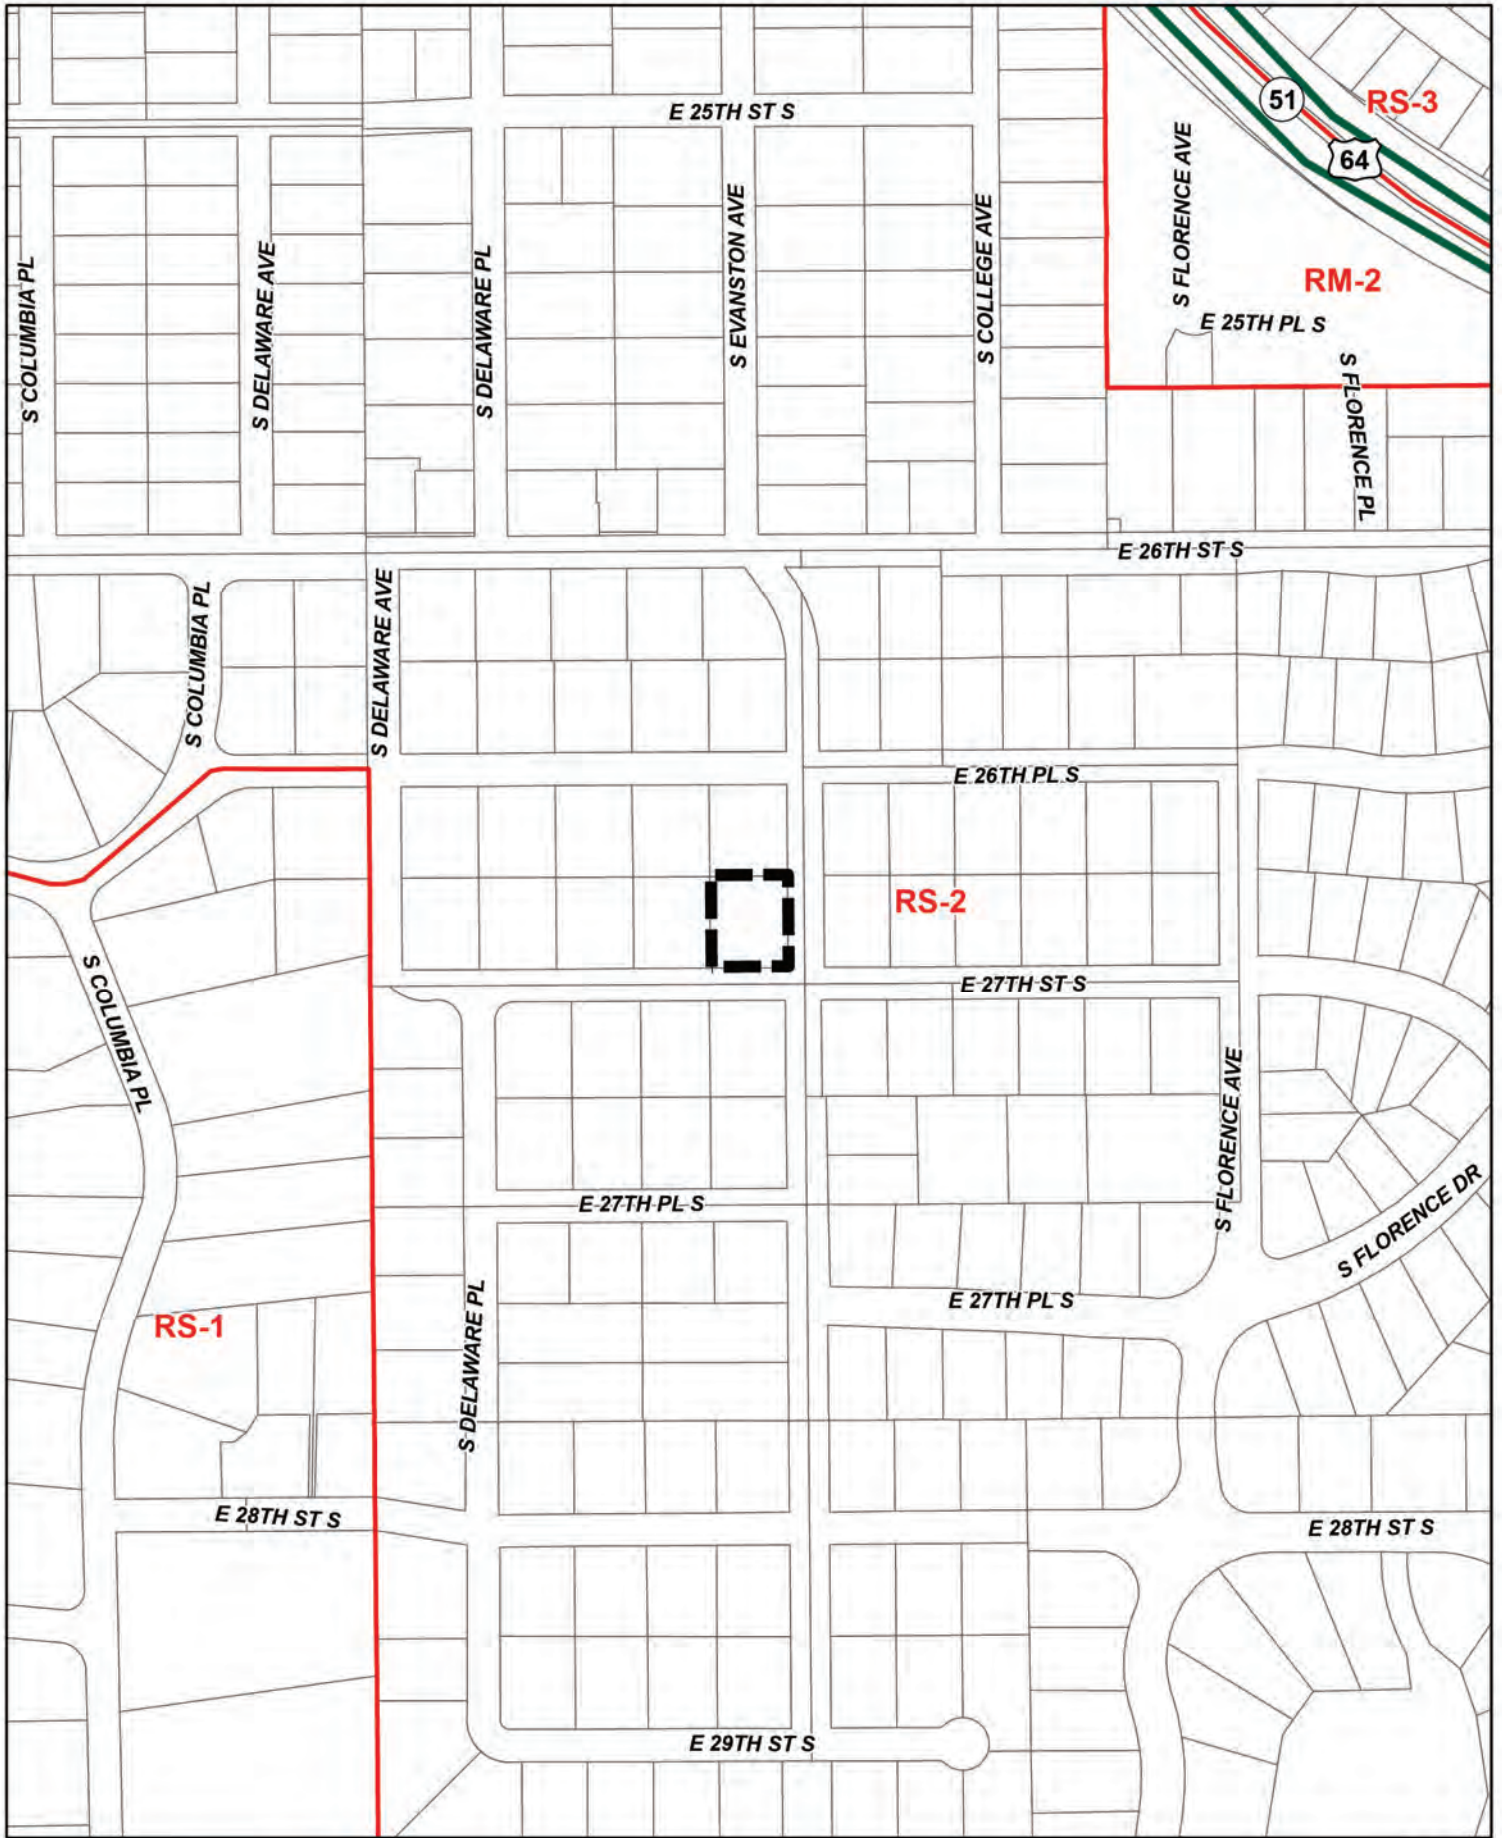 E 25TH ST S
51
RS-3
64
S FLORENCE AVE
S COLUMBIA PL
S DELAWARE AVE
S DELAWARE PL
S EVANSTON AVE
S COLLEGE AVE
RM-2
E 25TH PL S
S FLORENCE PL
E 26TH ST S
S COLUMBIA PL
S DELAWARE AVE
E 26TH PL S
RS-2
E 27TH ST S
S COLUMBIA PL
S FLORENCE AVE
E 27TH PL S
S FLORENCE DR
E 27TH PL S
RS-1
S DELAWARE PL
E 28TH ST S
E 28TH ST S
E 29TH ST S